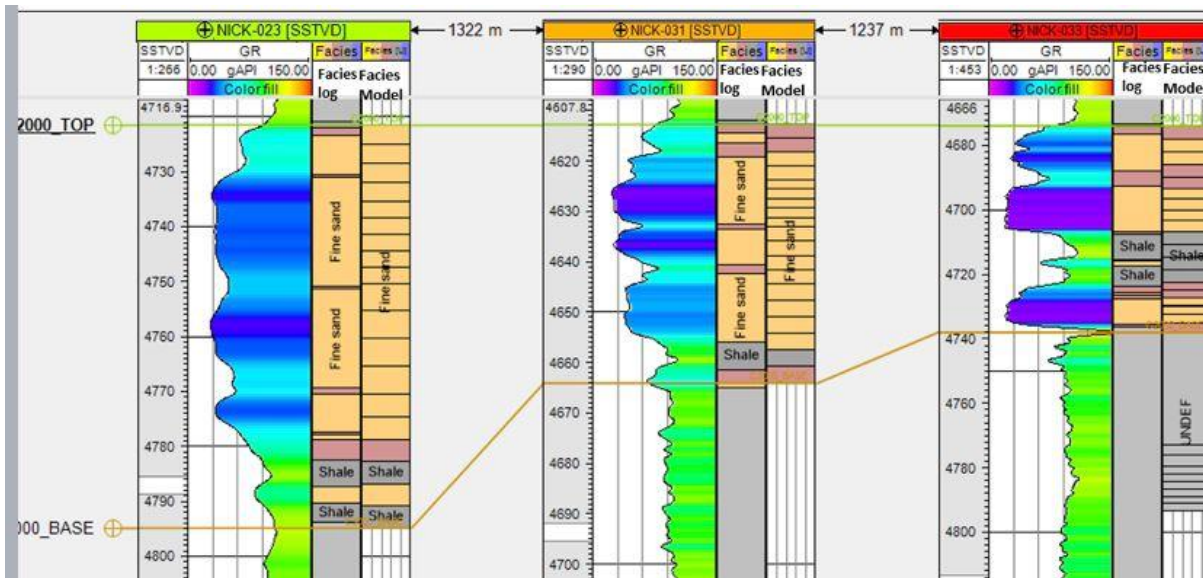 NICK-023 [SSTVD]
1322 m
NICK-031 [SSTVD]
1237 m
NICK-033 [SSTVD]
SSTVD GR Facies Facies [U]
1:266 0.00 gAPI 150.00 Facies log Facies Model
Color fill
SSTVD GR Facies Facies [U]
1:290 0.00 gAPI 150.00 Facies log Facies Model
Color fill
SSTVD GR Facies Facies [U]
1:453 0.00 gAPI 150.00 Facies log Facies Model
Color fill
2000_TOP
000_BASE
4716.9
4730
4740
4750
4760
4770
4780
4790
4800
Fine sand
Fine sand
Shale
Shale
Fine sand
Shale
Shale
4607.8
4620
4630
4640
4650
4660
4670
4680
4690
4700
Fine sand
Fine sand
Shale
Fine sand
4666
4680
4700
4720
4740
4760
4780
4800
Shale
Shale
Shale
UNDEF